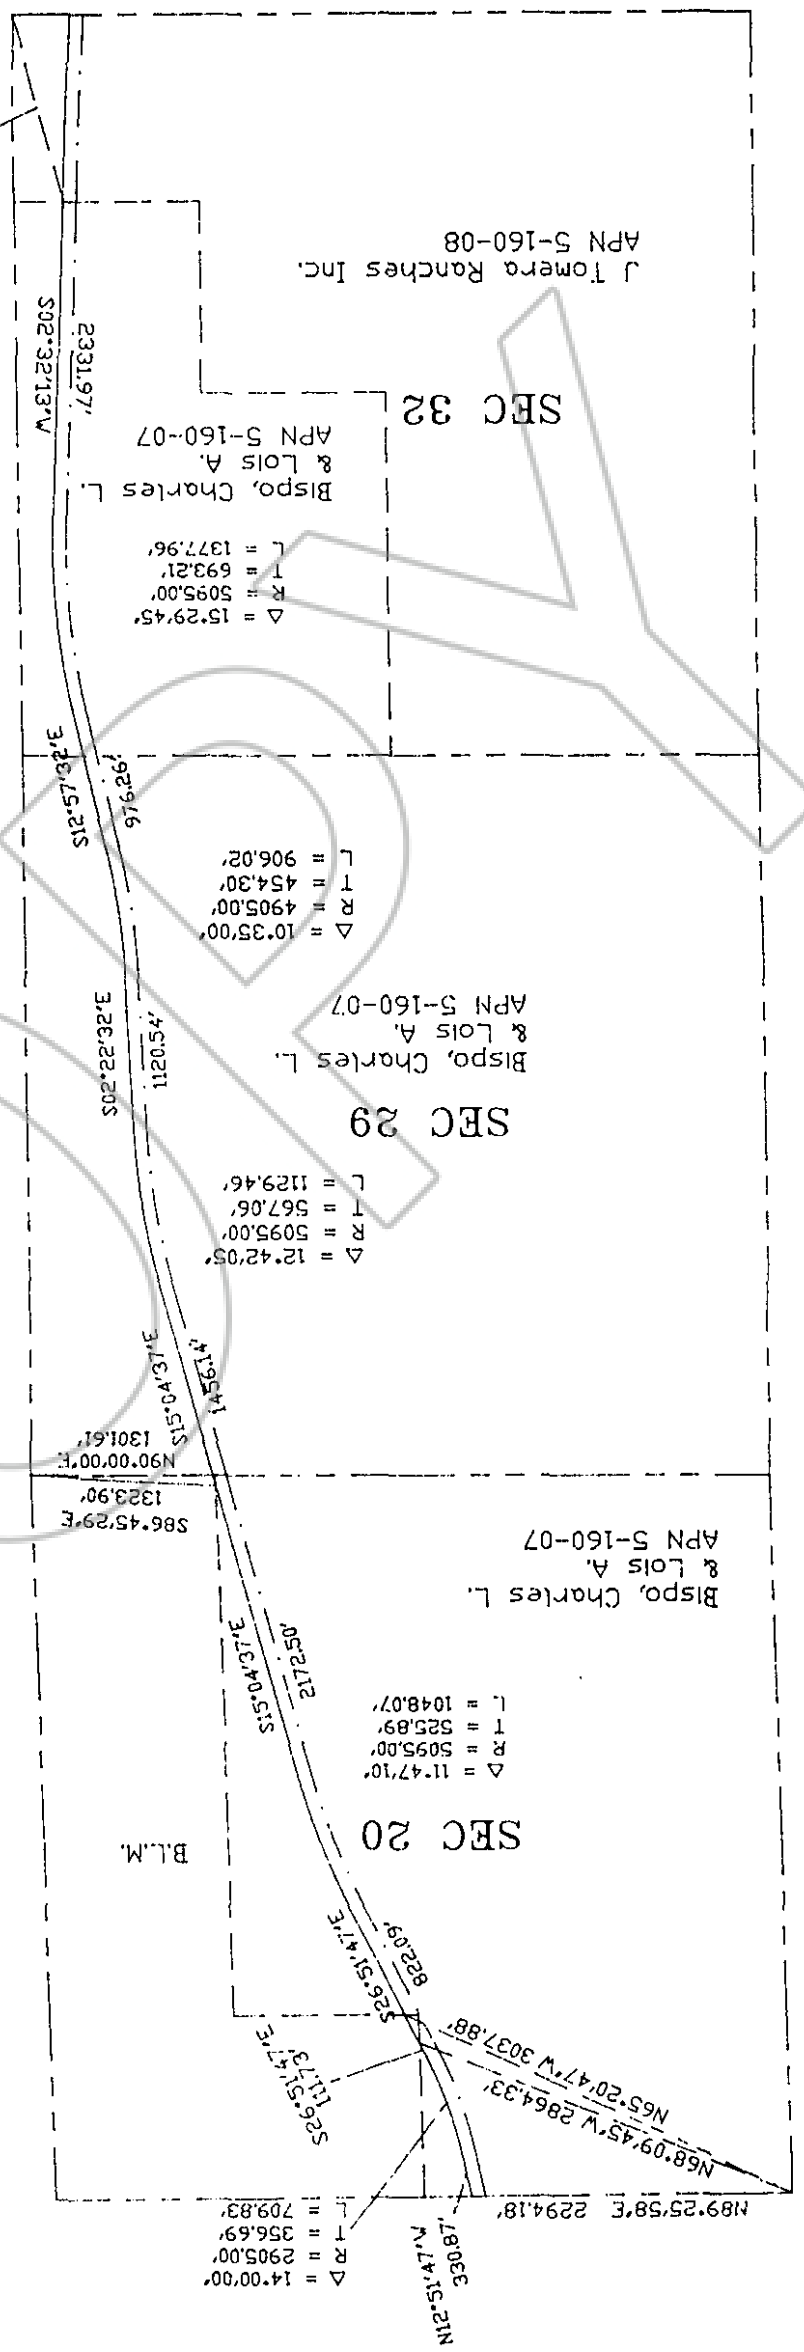 N89°25'58"E 2294.18'
N12°51'47"W
330.87'
Δ = 14°00'00"
R = 2905.00'
T = 356.69'
L = 709.83'
N68°09'45"W 2864.33'
N65°20'47"W 3037.88'
S26°51'47"E
111.73'
S26°51'47"E
822.09'
SEC 20
B.L.M.
Δ = 11°47'10"
R = 5095.00'
T = 525.89'
L = 1048.07'
S15°04'37"E
2172.50'
Bispo, Charles L.
& Lois A.
APN 5-160-07
S86°45'29"E
1323.90'
N90°00'00"E
1301.61'
S15°04'37"E
1456.14'
Δ = 12°42'05"
R = 5095.00'
T = 567.06'
L = 1129.46'
SEC 29
Bispo, Charles L.
& Lois A.
APN 5-160-07
S02°22'32"E
1120.54'
Δ = 10°35'00"
R = 4905.00'
T = 454.30'
L = 906.02'
S12°57'32"E
976.26'
Δ = 15°29'45"
R = 5095.00'
T = 693.21'
L = 1377.96'
Bispo, Charles L.
& Lois A.
APN 5-160-07
SEC 32
S02°32'13"W
2331.97'
J Tomera Ranches Inc.
APN 5-160-08
OPY